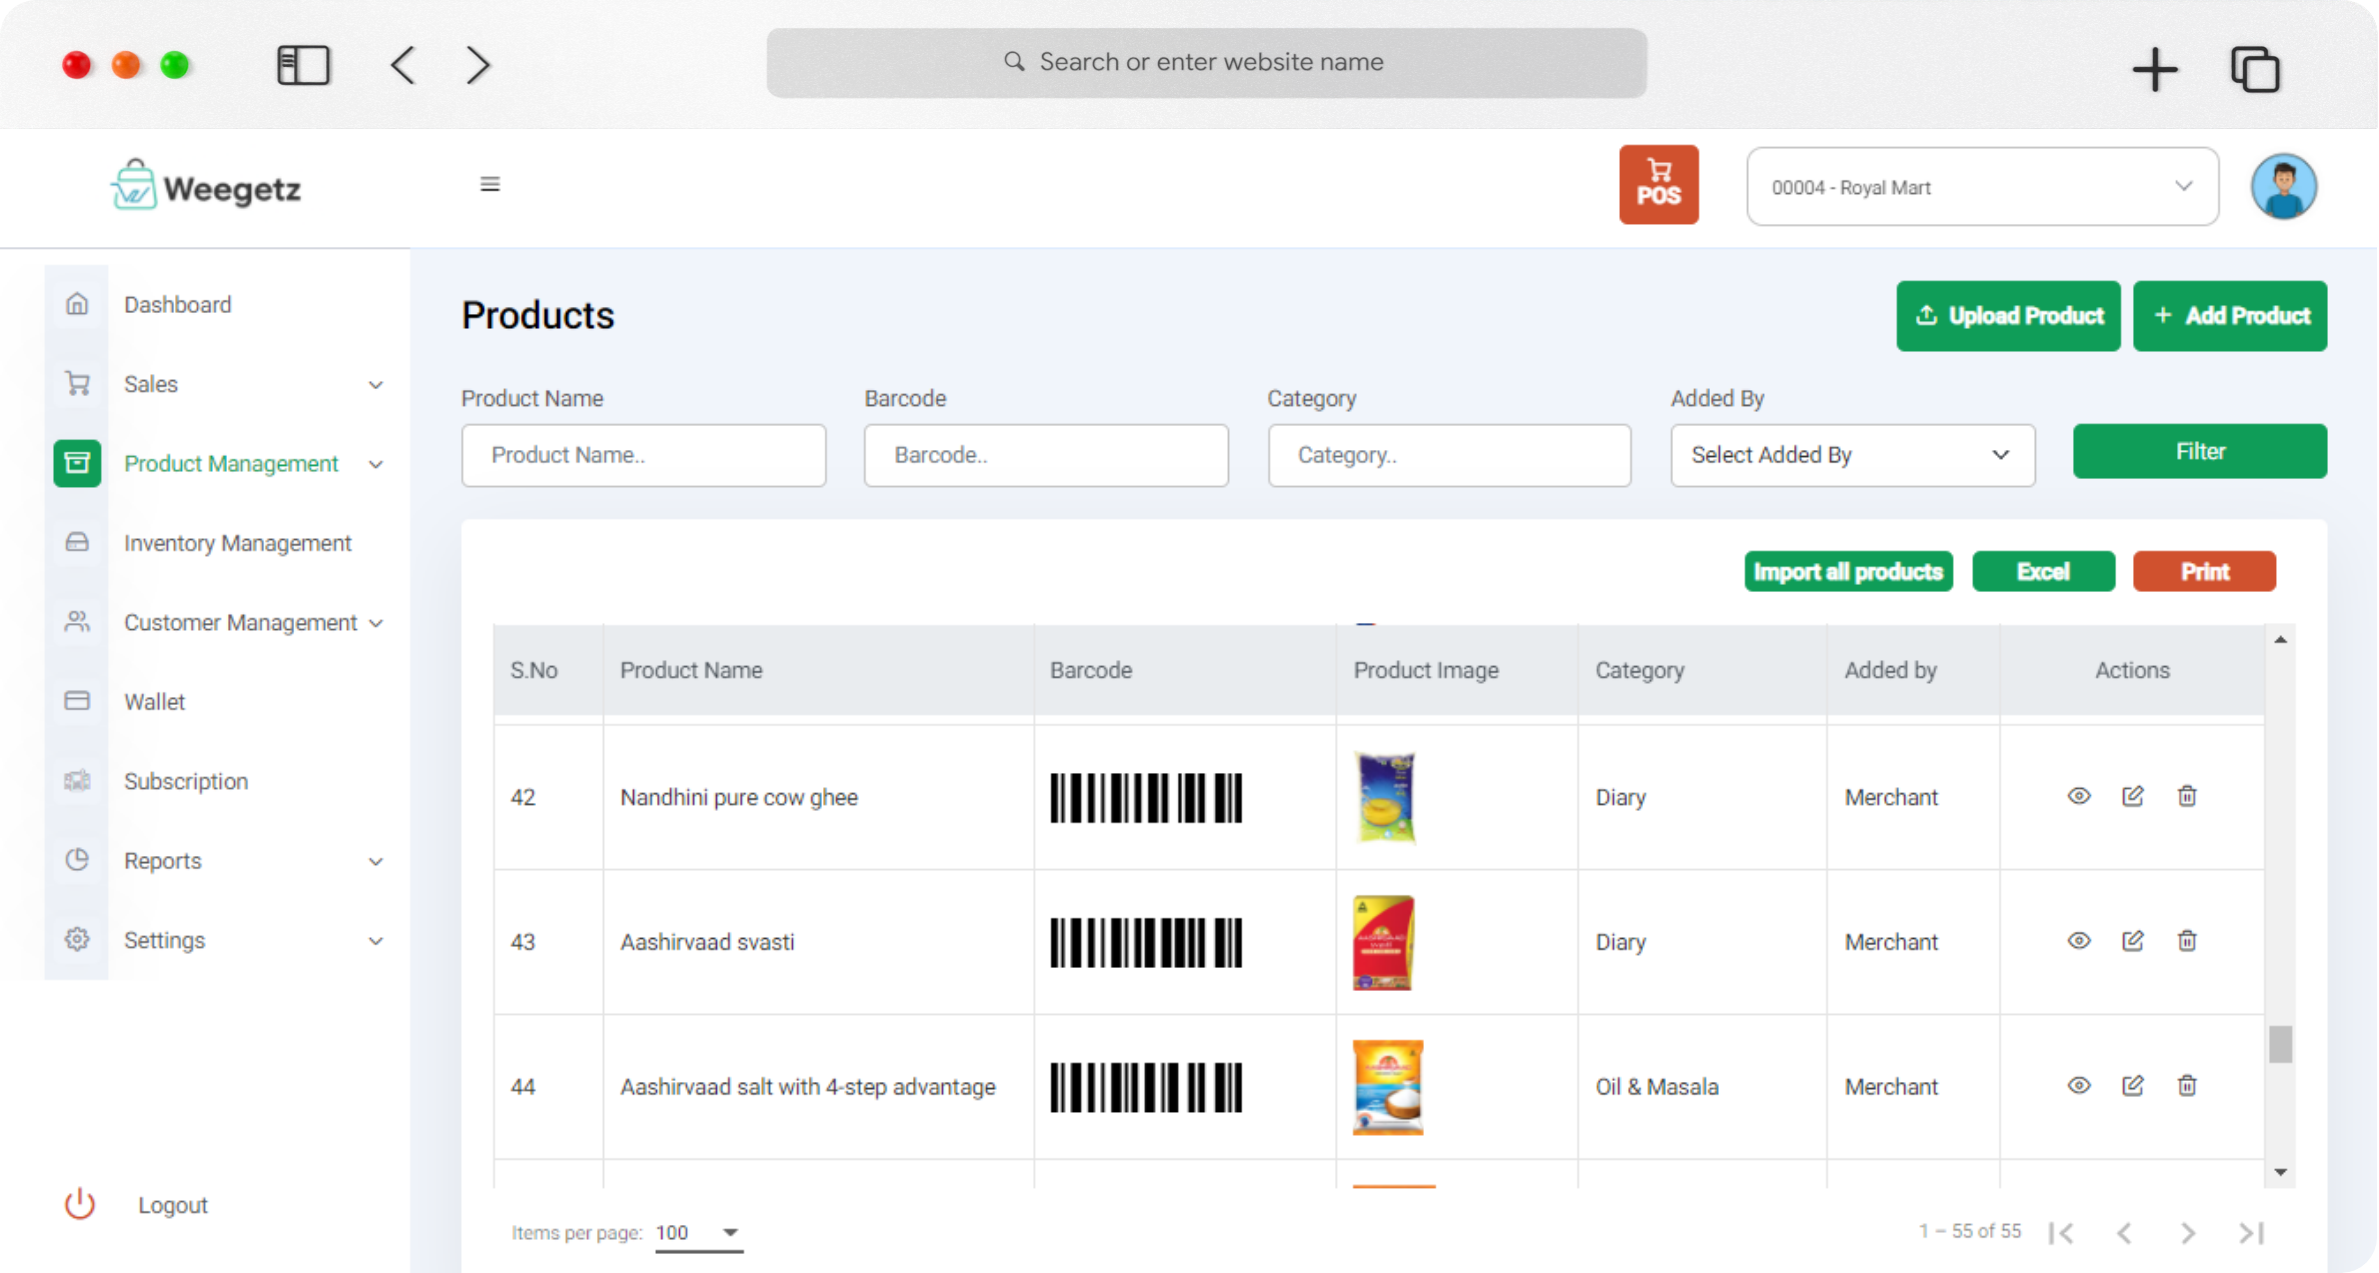 Search or enter website name
Weegetz
POS
00004 - Royal Mart
Dashboard
Sales
Product Management
Inventory Management
Customer Management
Wallet
Subscription
Reports
Settings
Logout
Products
Upload Product
+ Add Product
Product Name
Barcode
Category
Added By
Product Name..
Barcode..
Category..
Select Added By
Filter
Import all products
Excel
Print
S.No
Product Name
Barcode
Product Image
Category
Added by
Actions
42
Nandhini pure cow ghee
Diary
Merchant
43
Aashirvaad svasti
Diary
Merchant
44
Aashirvaad salt with 4-step advantage
Oil & Masala
Merchant
Items per page: 100
1 – 55 of 55